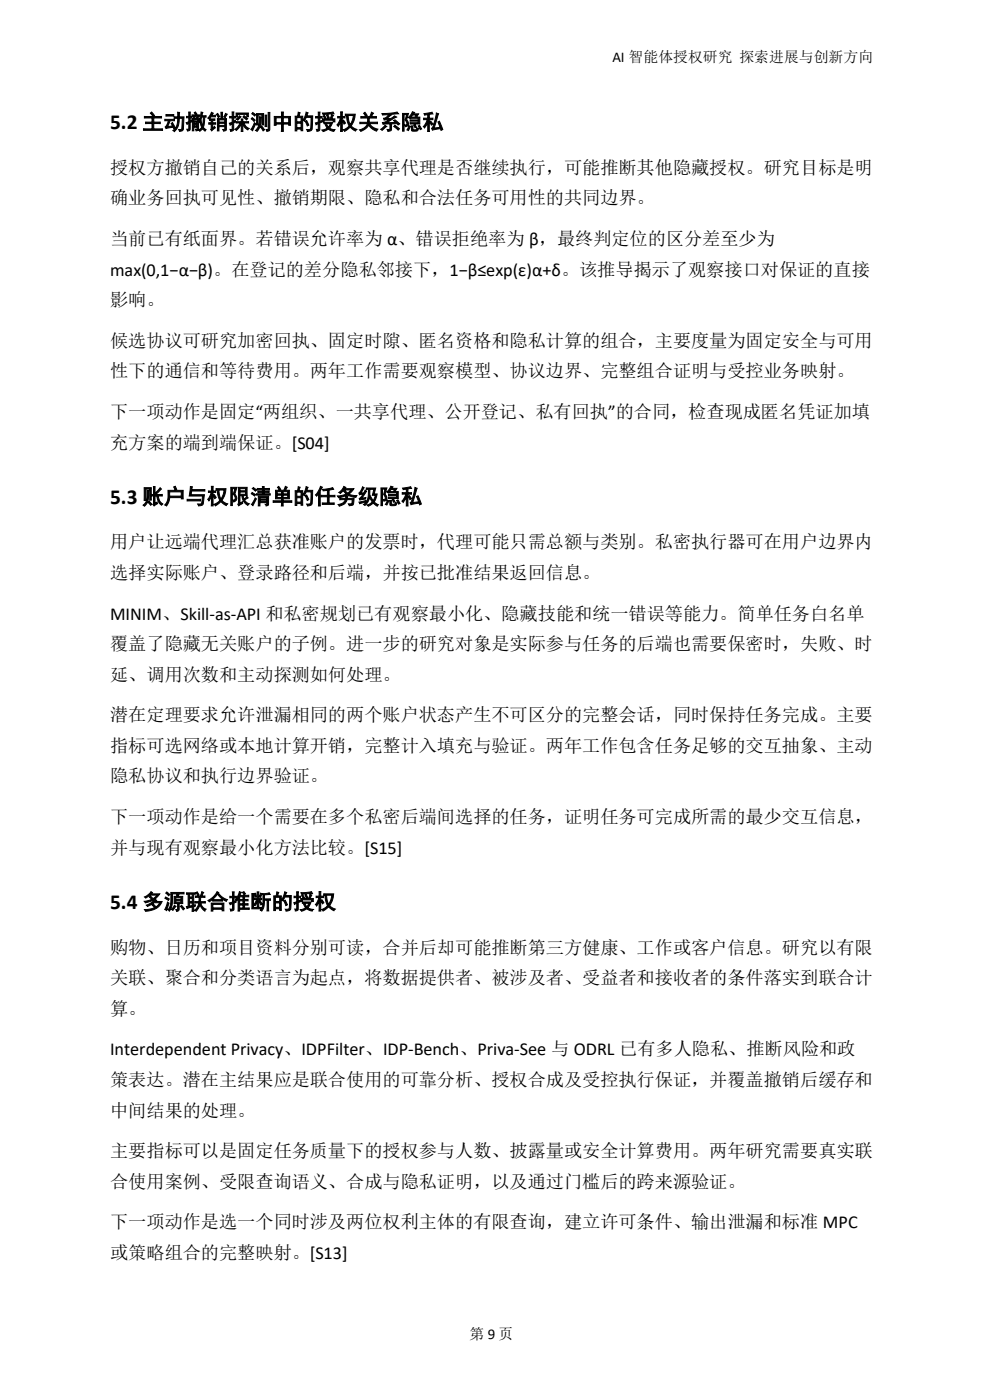 AI 智能体授权研究 探索进展与创新方向
5.2 主动撤销探测中的授权关系隐私
授权方撤销自己的关系后，观察共享代理是否继续执行，可能推断其他隐藏授权。研究目标是明
确业务回执可见性、撤销期限、隐私和合法任务可用性的共同边界。
当前已有纸面界。若错误允许率为 α、错误拒绝率为 β，最终判定位的区分差至少为
max(0,1−α−β)。在登记的差分隐私邻接下，1−β≤exp(ε)α+δ。该推导揭示了观察接口对保证的直接
影响。
候选协议可研究加密回执、固定时隙、匿名资格和隐私计算的组合，主要度量为固定安全与可用
性下的通信和等待费用。两年工作需要观察模型、协议边界、完整组合证明与受控业务映射。
下一项动作是固定“两组织、一共享代理、公开登记、私有回执”的合同，检查现成匿名凭证加填
充方案的端到端保证。[S04]
5.3 账户与权限清单的任务级隐私
用户让远端代理汇总获准账户的发票时，代理可能只需总额与类别。私密执行器可在用户边界内
选择实际账户、登录路径和后端，并按已批准结果返回信息。
MINIM、Skill-as-API 和私密规划已有观察最小化、隐藏技能和统一错误等能力。简单任务白名单
覆盖了隐藏无关账户的子例。进一步的研究对象是实际参与任务的后端也需要保密时，失败、时
延、调用次数和主动探测如何处理。
潜在定理要求允许泄漏相同的两个账户状态产生不可区分的完整会话，同时保持任务完成。主要
指标可选网络或本地计算开销，完整计入填充与验证。两年工作包含任务足够的交互抽象、主动
隐私协议和执行边界验证。
下一项动作是给一个需要在多个私密后端间选择的任务，证明任务可完成所需的最少交互信息，
并与现有观察最小化方法比较。[S15]
5.4 多源联合推断的授权
购物、日历和项目资料分别可读，合并后却可能推断第三方健康、工作或客户信息。研究以有限
关联、聚合和分类语言为起点，将数据提供者、被涉及者、受益者和接收者的条件落实到联合计
算。
Interdependent Privacy、IDPFilter、IDP-Bench、Priva-See 与 ODRL 已有多人隐私、推断风险和政
策表达。潜在主结果应是联合使用的可靠分析、授权合成及受控执行保证，并覆盖撤销后缓存和
中间结果的处理。
主要指标可以是固定任务质量下的授权参与人数、披露量或安全计算费用。两年研究需要真实联
合使用案例、受限查询语义、合成与隐私证明，以及通过门槛后的跨来源验证。
下一项动作是选一个同时涉及两位权利主体的有限查询，建立许可条件、输出泄漏和标准 MPC
或策略组合的完整映射。[S13]
第 9 页